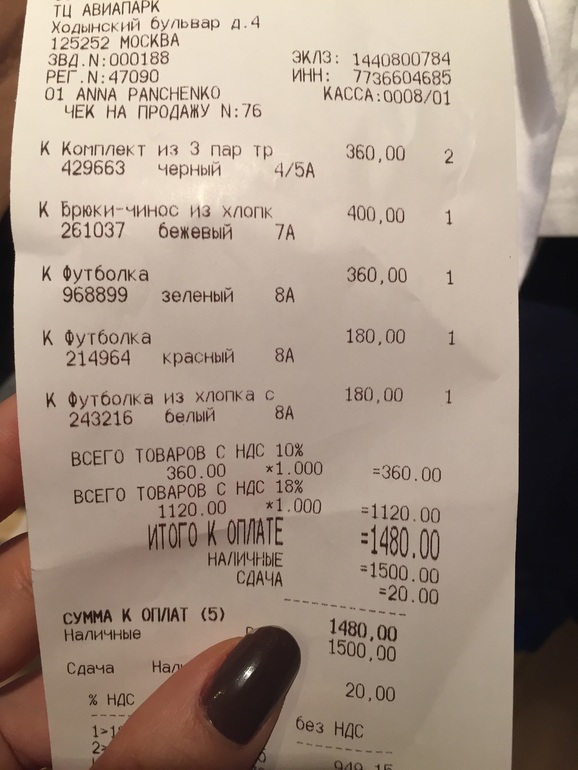 ТЦ АВИАПАРК
Ходынский бульвар д.4
125252 МОСКВА
ЗВД.N:000188 ЭКЛЗ: 1440800784
РЕГ.N:47090 ИНН: 7736604685
01 ANNA PANCHENKO КАССА:0008/01
ЧЕК НА ПРОДАЖУ N:76
К Комплект из 3 пар тр 360,00 2
429663 черный 4/5А
К Брюки-чинос из хлопк 400,00 1
261037 бежевый 7А
К Футболка 360,00 1
968899 зеленый 8А
К Футболка 180,00 1
214964 красный 8А
К Футболка из хлопка с 180,00 1
243216 белый 8А
ВСЕГО ТОВАРОВ С НДС 10%
360.00 *1.000 =360.00
ВСЕГО ТОВАРОВ С НДС 18%
1120.00 *1.000 =1120.00
ИТОГО К ОПЛАТЕ =1480.00
НАЛИЧНЫЕ =1500.00
СДАЧА =20.00
СУММА К ОПЛАТ (5) 1480,00
Наличные 1500,00
Сдача 20,00
% НДС без НДС